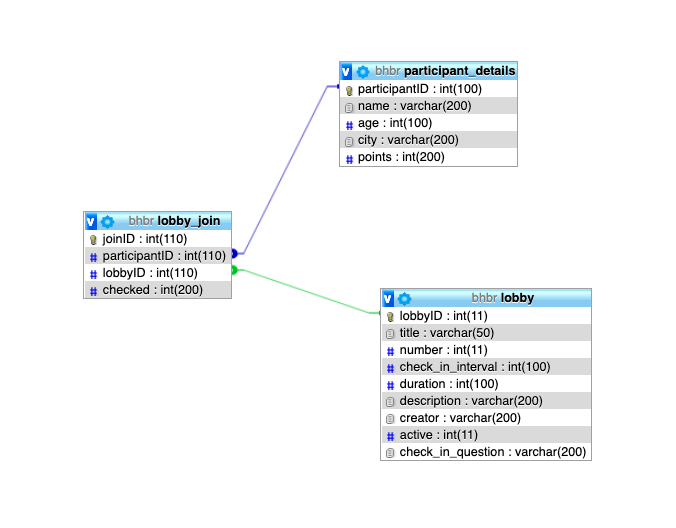 v bhbr participant_details
participantID : int(100)
name : varchar(200)
# age : int(100)
city : varchar(200)
# points : int(200)
v bhbr lobby_join
joinID : int(110)
# participantID : int(110)
# lobbyID : int(110)
# checked : int(200)
v bhbr lobby
lobbyID : int(11)
title : varchar(50)
# number : int(11)
# check_in_interval : int(100)
# duration : int(100)
description : varchar(200)
creator : varchar(200)
# active : int(11)
check_in_question : varchar(200)